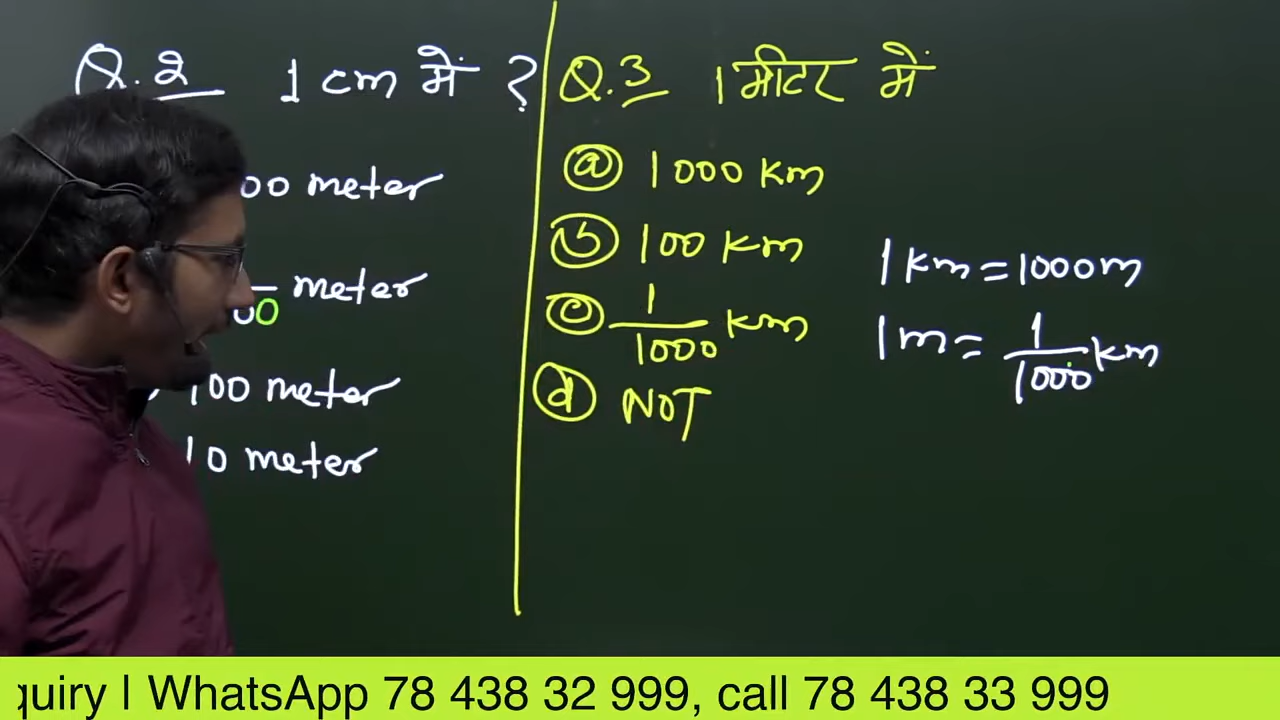 Q.2 1 cm में ?
00 meter
meter
00
100 meter
10 meter
Q.3 1 मीटर में
a 1000 km
b 100 km
c 1/1000 km
d NOT
1 km = 1000m
1 m = 1/1000 km
quiry | WhatsApp 78 438 32 999, call 78 438 33 999